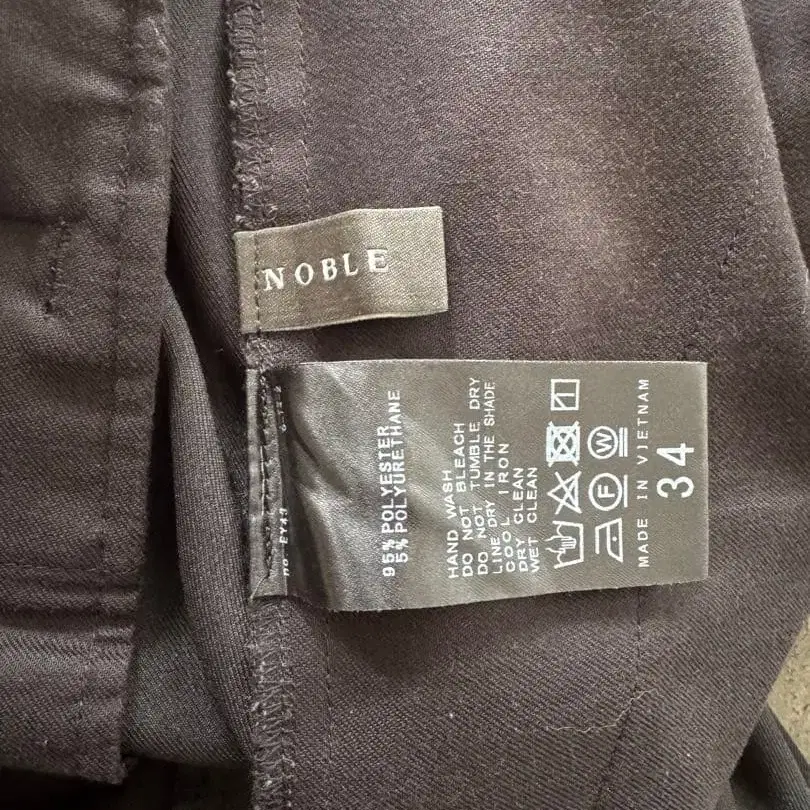 NOBLE
95% POLYESTER
5% POLYURETHANE
HAND WASH
DO NOT BLEACH
DO NOT TUMBLE DRY
LINE DRY IN THE SHADE
COOL IRON
DRY CLEAN
WET CLEAN
F W
MADE IN VIETNAM
34